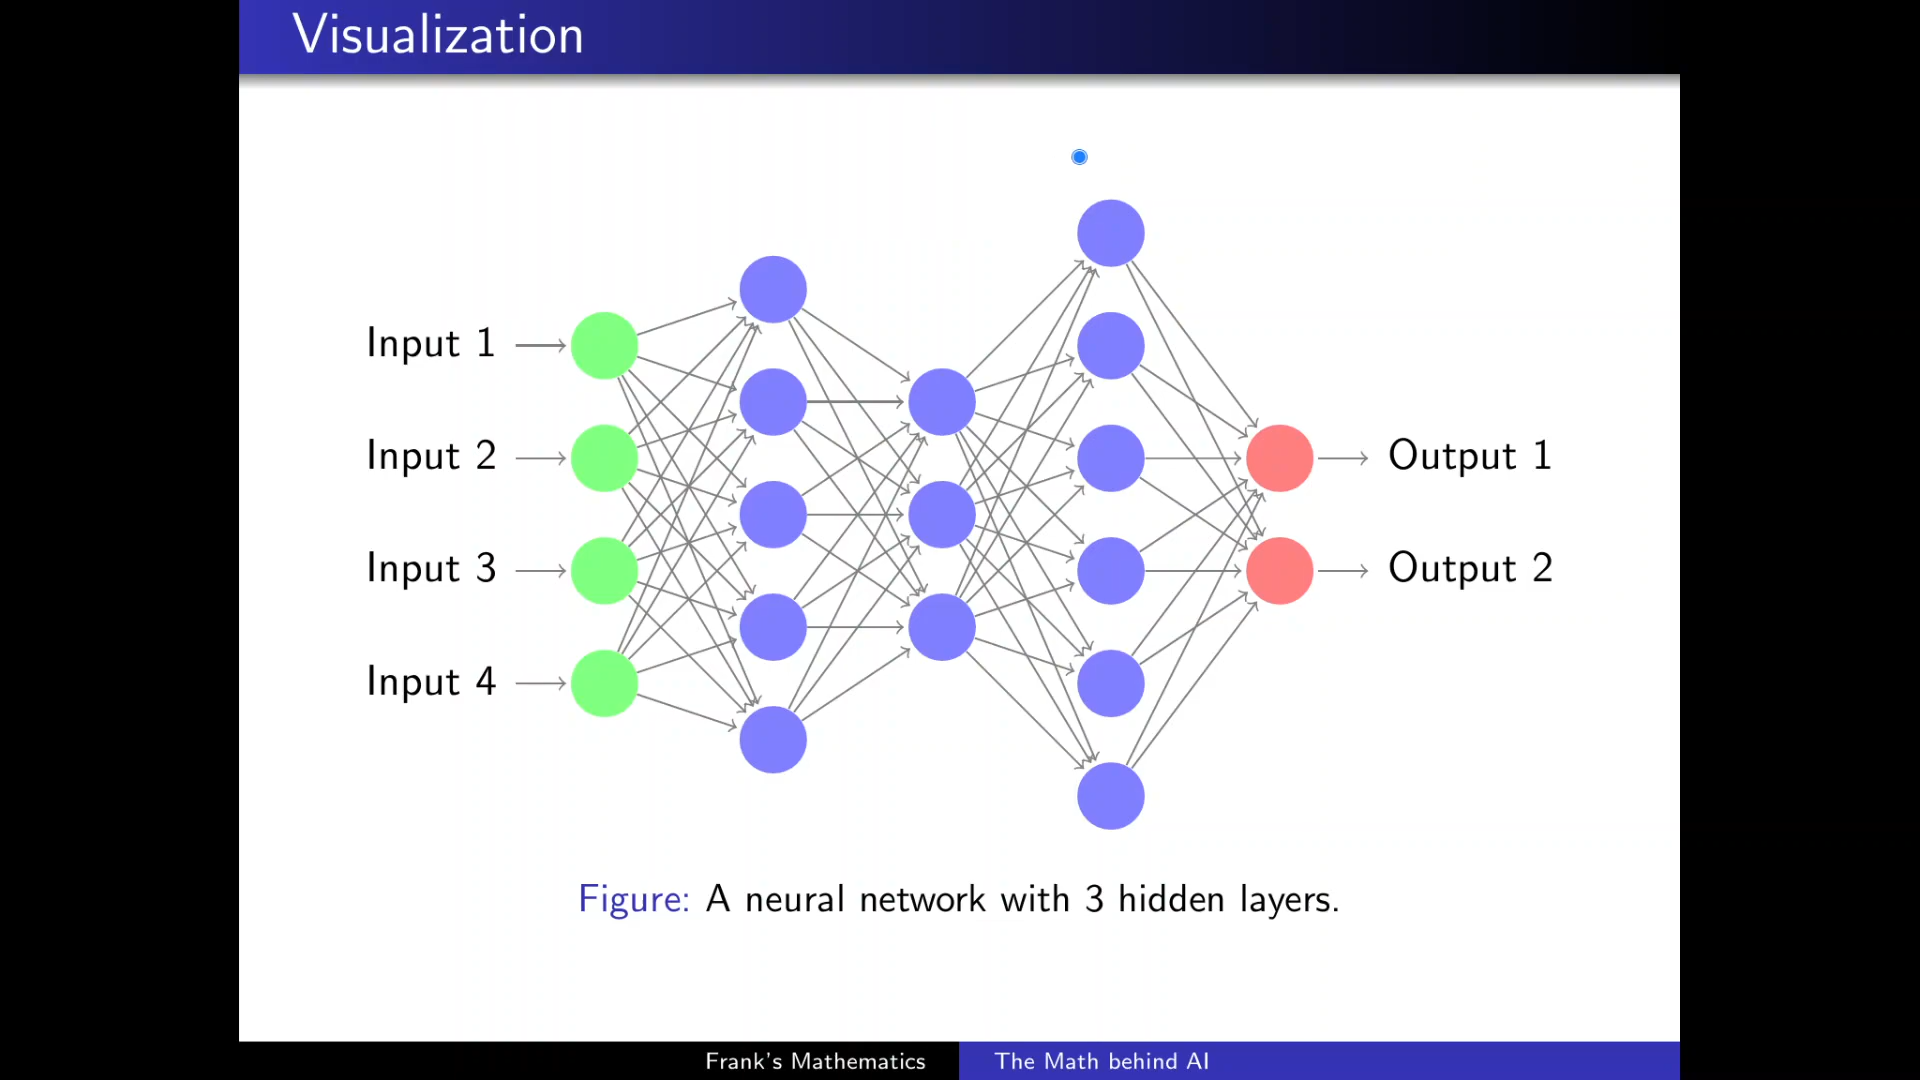 Visualization
Input 1
Input 2
Input 3
Input 4
Output 1
Output 2
Figure: A neural network with 3 hidden layers.
Frank's Mathematics
The Math behind AI